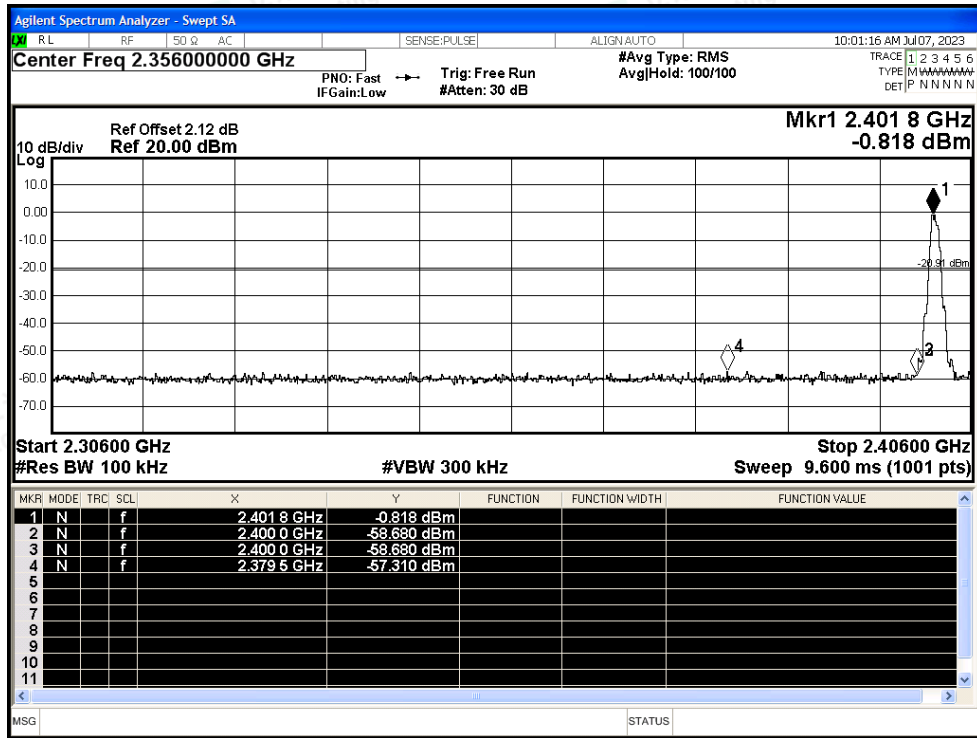 Agilent Spectrum Analyzer - Swept SA
LXI RL RF 50 Ω AC SENSE:PULSE ALIGN AUTO 10:01:16 AM Jul 07, 2023
Center Freq 2.356000000 GHz
PNO: Fast
IFGain:Low
Trig: Free Run
#Atten: 30 dB
#Avg Type: RMS
Avg|Hold: 100/100
TRACE 1 2 3 4 5 6
TYPE M
DET P N N N N N
Mkr1 2.401 8 GHz
-0.818 dBm
Ref Offset 2.12 dB
10 dB/div Ref 20.00 dBm
Log
10.0
0.00
-10.0
-20.0
-30.0
-40.0
-50.0
-60.0
-70.0
1
-20.91 dBm
4
Start 2.30600 GHz Stop 2.40600 GHz
#Res BW 100 kHz #VBW 300 kHz Sweep 9.600 ms (1001 pts)
MKR MODE TRC SCL X Y FUNCTION FUNCTION WIDTH FUNCTION VALUE
1 N f 2.401 8 GHz -0.818 dBm
2 N f 2.400 0 GHz -58.680 dBm
3 N f 2.400 0 GHz -58.680 dBm
4 N f 2.379 5 GHz -57.310 dBm
5
6
7
8
9
10
11
MSG STATUS